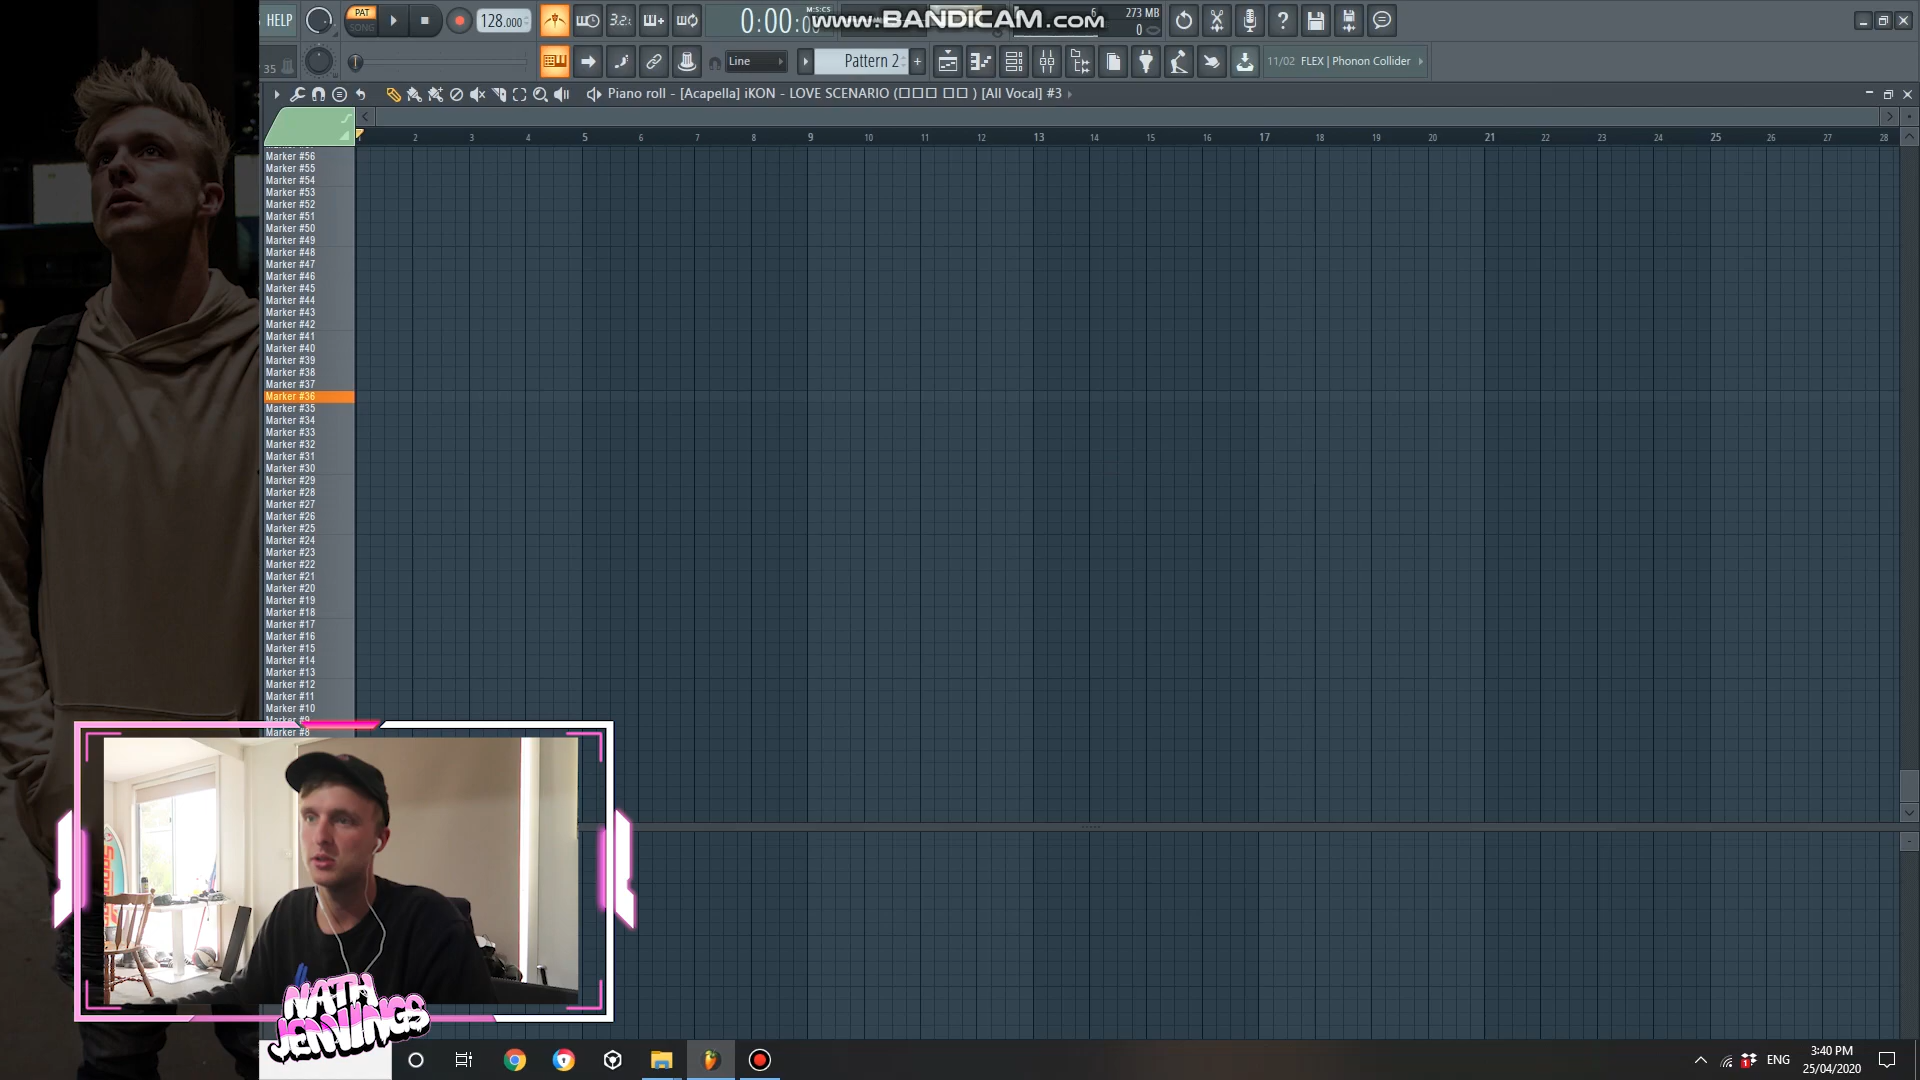 HELP
PAT
SONG
128.000
3.2.1
0:00:0
M:S:CS
www.BANDICAM.com
6
273 MB
0
35
Line
Pattern 2
+
11/02 FLEX | Phonon Collider
Piano roll - [Acapella] iKON - LOVE SCENARIO (□□□ □□ ) [All Vocal] #3
1 2 3 4 5 6 7 8 9 10 11 12 13 14 15 16 17 18 19 20 21 22 23 24 25 26 27 28
Marker #56
Marker #55
Marker #54
Marker #53
Marker #52
Marker #51
Marker #50
Marker #49
Marker #48
Marker #47
Marker #46
Marker #45
Marker #44
Marker #43
Marker #42
Marker #41
Marker #40
Marker #39
Marker #38
Marker #37
Marker #36
Marker #35
Marker #34
Marker #33
Marker #32
Marker #31
Marker #30
Marker #29
Marker #28
Marker #27
Marker #26
Marker #25
Marker #24
Marker #23
Marker #22
Marker #21
Marker #20
Marker #19
Marker #18
Marker #17
Marker #16
Marker #15
Marker #14
Marker #13
Marker #12
Marker #11
Marker #10
Marker #9
Marker #8
NATH
JENNINGS
ENG
3:40 PM
25/04/2020